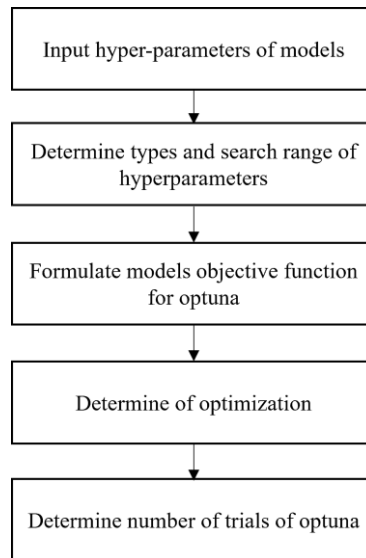 Input hyper-parameters of models
Determine types and search range of
hyperparameters
Formulate models objective function
for optuna
Determine of optimization
Determine number of trials of optuna